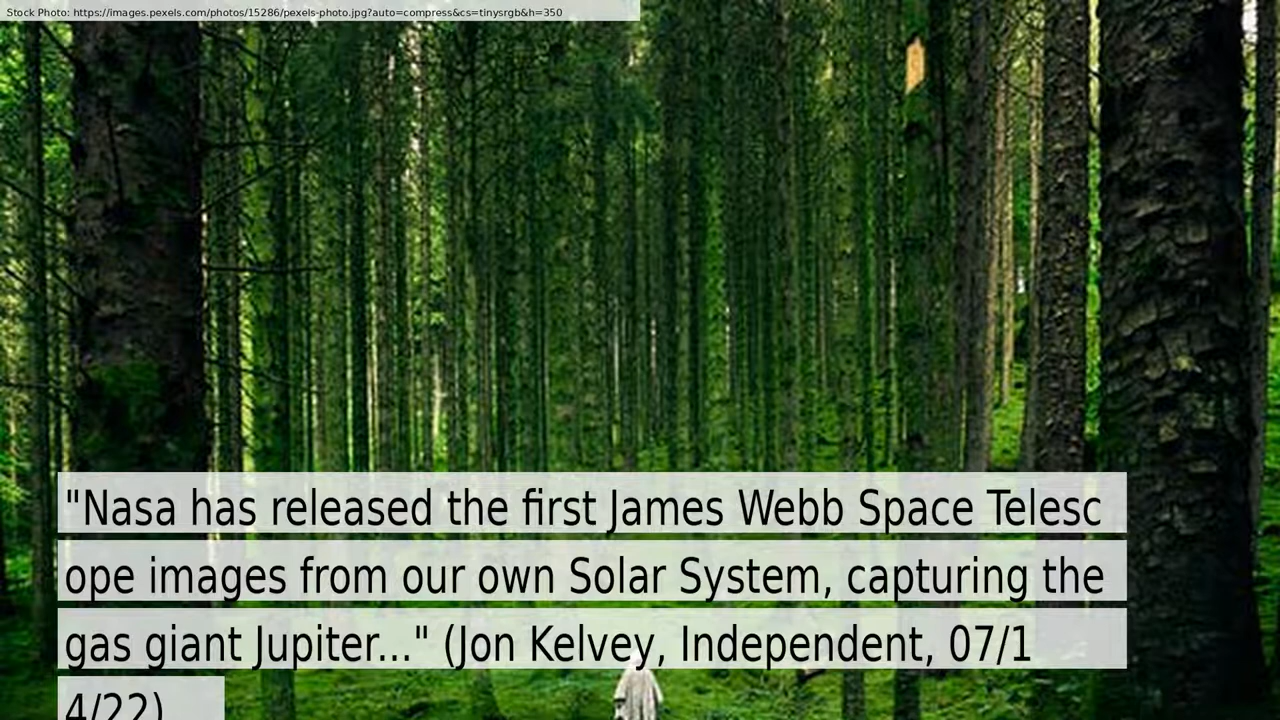 Stock Photo: https://images.pexels.com/photos/15286/pexels-photo.jpg?auto=compress&cs=tinysrgb&h=350
"Nasa has released the first James Webb Space Telesc
ope images from our own Solar System, capturing the
gas giant Jupiter..." (Jon Kelvey, Independent, 07/1
4/22)